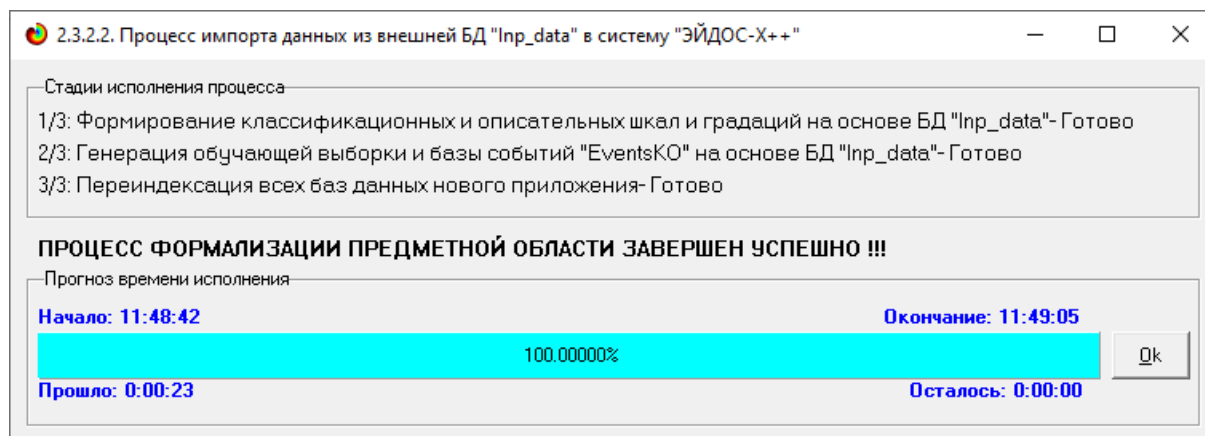 2.3.2.2. Процесс импорта данных из внешней БД "Inp_data" в систему "ЭЙДОС-X++"
Стадии исполнения процесса
1/3: Формирование классификационных и описательных шкал и градаций на основе БД "Inp_data"- Готово
2/3: Генерация обучающей выборки и базы событий "EventsKO" на основе БД "Inp_data"- Готово
3/3: Переиндексация всех баз данных нового приложения- Готово
ПРОЦЕСС ФОРМАЛИЗАЦИИ ПРЕДМЕТНОЙ ОБЛАСТИ ЗАВЕРШЕН УСПЕШНО !!!
Прогноз времени исполнения
Начало: 11:48:42 Окончание: 11:49:05
100.00000% Ok
Прошло: 0:00:23 Осталось: 0:00:00